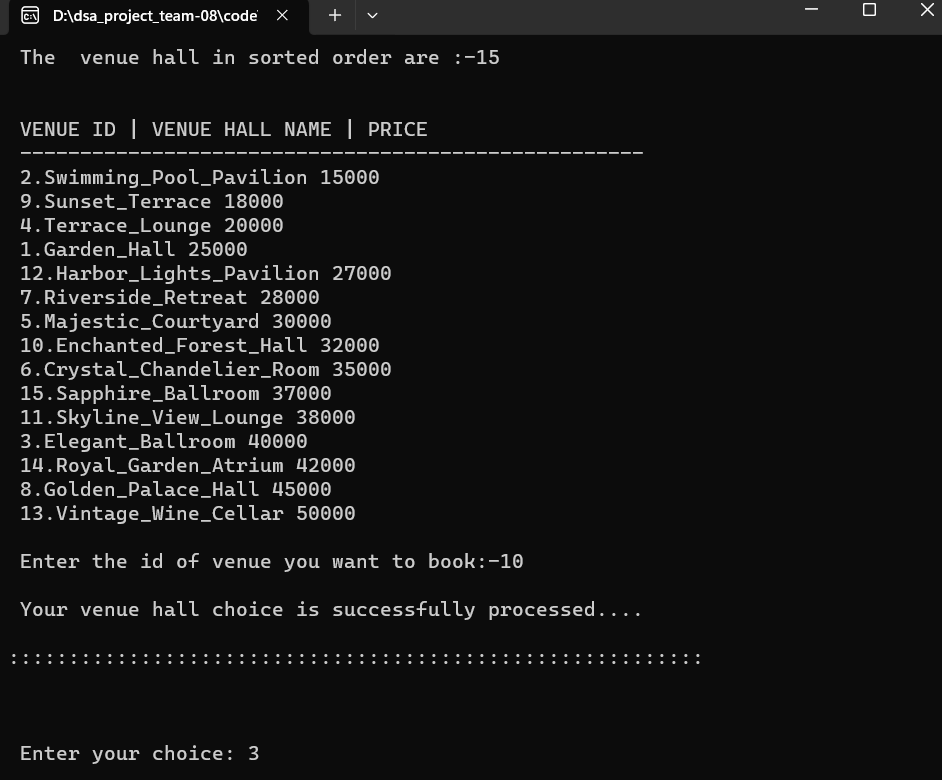 D:\dsa_project_team-08\code'
The  venue hall in sorted order are :-15
VENUE ID | VENUE HALL NAME | PRICE
----------------------------------------------------
2.Swimming_Pool_Pavilion 15000
9.Sunset_Terrace 18000
4.Terrace_Lounge 20000
1.Garden_Hall 25000
12.Harbor_Lights_Pavilion 27000
7.Riverside_Retreat 28000
5.Majestic_Courtyard 30000
10.Enchanted_Forest_Hall 32000
6.Crystal_Chandelier_Room 35000
15.Sapphire_Ballroom 37000
11.Skyline_View_Lounge 38000
3.Elegant_Ballroom 40000
14.Royal_Garden_Atrium 42000
8.Golden_Palace_Hall 45000
13.Vintage_Wine_Cellar 50000
Enter the id of venue you want to book:-10
Your venue hall choice is successfully processed....
::::::::::::::::::::::::::::::::::::::::::::::::::::::::::
Enter your choice: 3